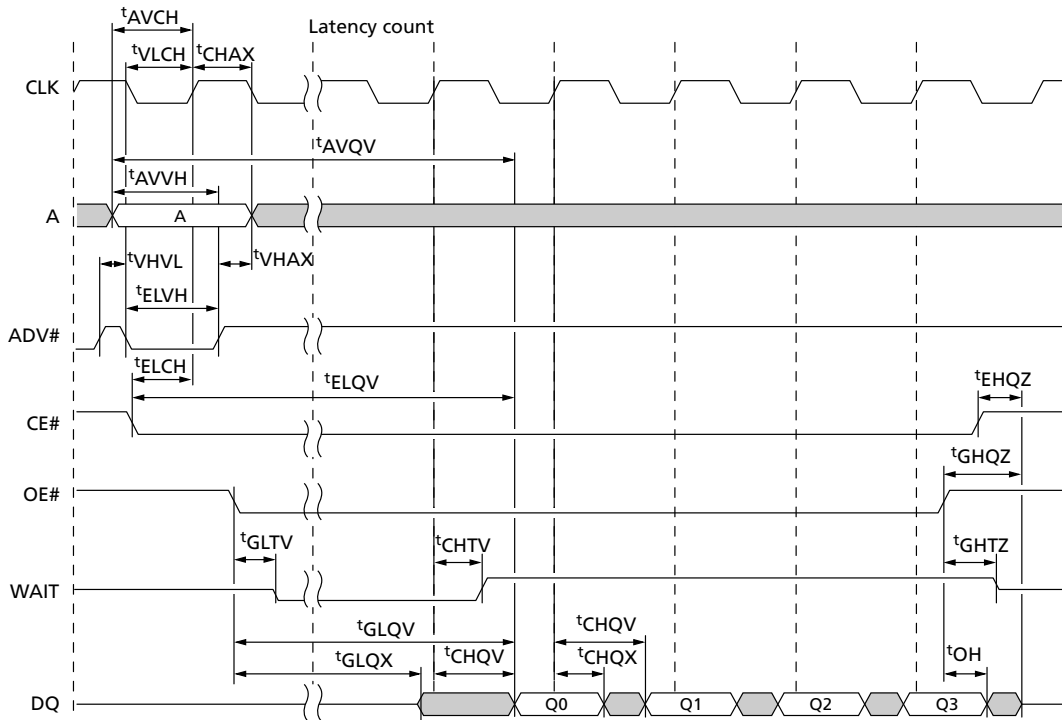 tAVCH
Latency count
tVLCH tCHAX
CLK
tAVQV
tAVVH
A A
tVHVL tVHAX
tELVH
ADV#
tELCH
tELQV tEHQZ
CE#
tGHQZ
OE#
tGLTV tCHTV tGHTZ
WAIT
tGLQV tCHQV
tGLQX tCHQV tCHQX tOH
DQ Q0 Q1 Q2 Q3